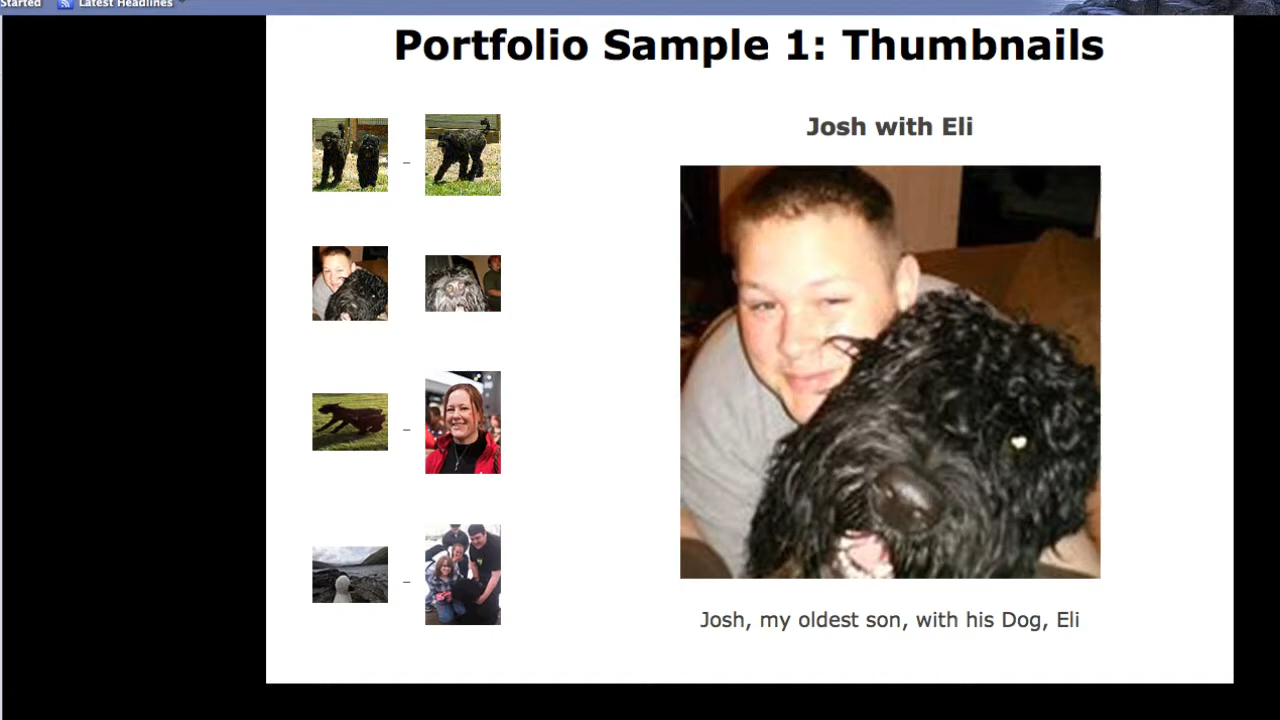 Started Latest Headlines
Portfolio Sample 1: Thumbnails
Josh with Eli
Josh, my oldest son, with his Dog, Eli